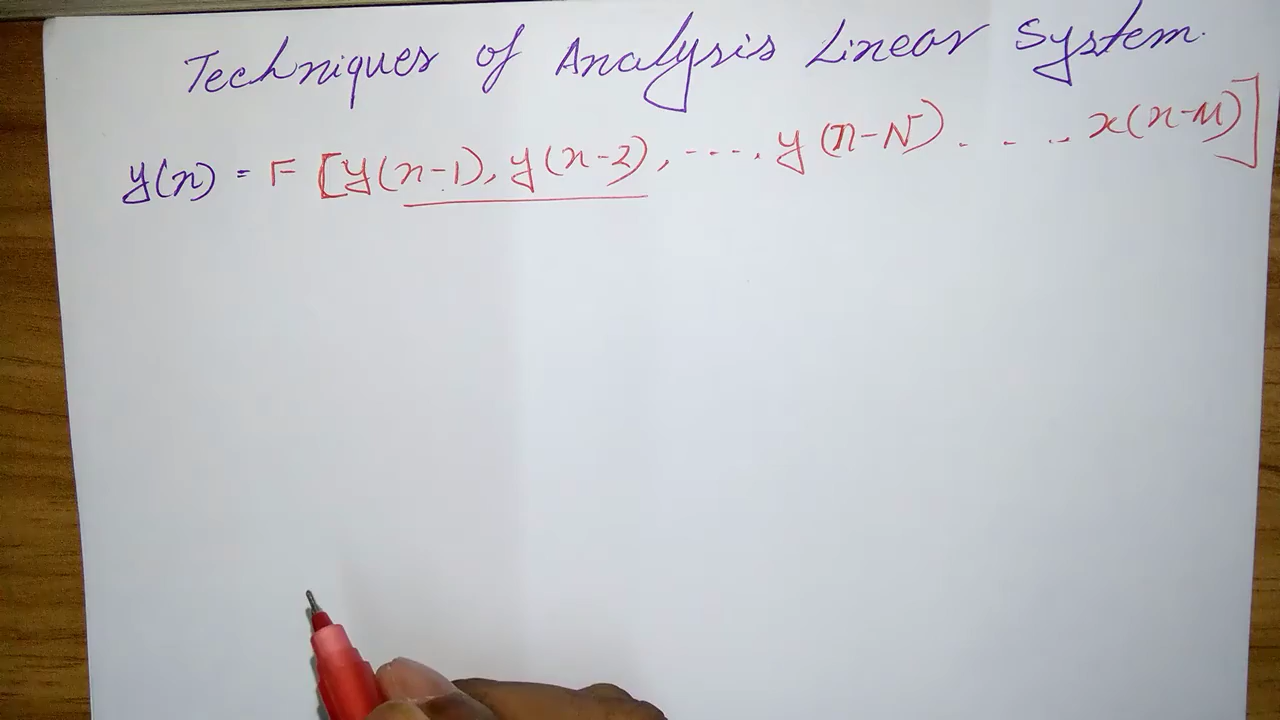 Techniques of Analysis Linear System.
y(n) = F [y(n-1), y(n-2), ...., y(n-N) . . .. x(n-M)]